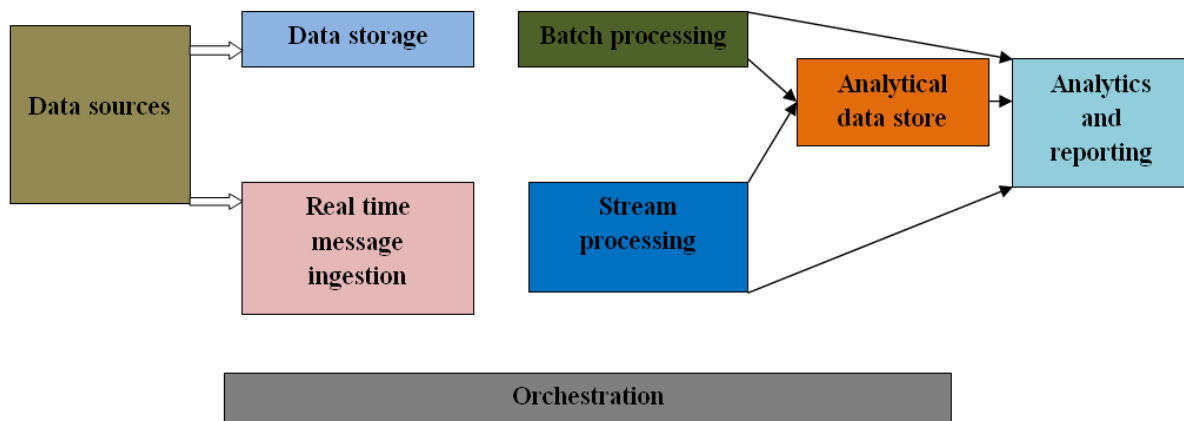 Data sources
Data storage
Real time
message
ingestion
Batch processing
Stream
processing
Analytical
data store
Analytics
and
reporting
Orchestration